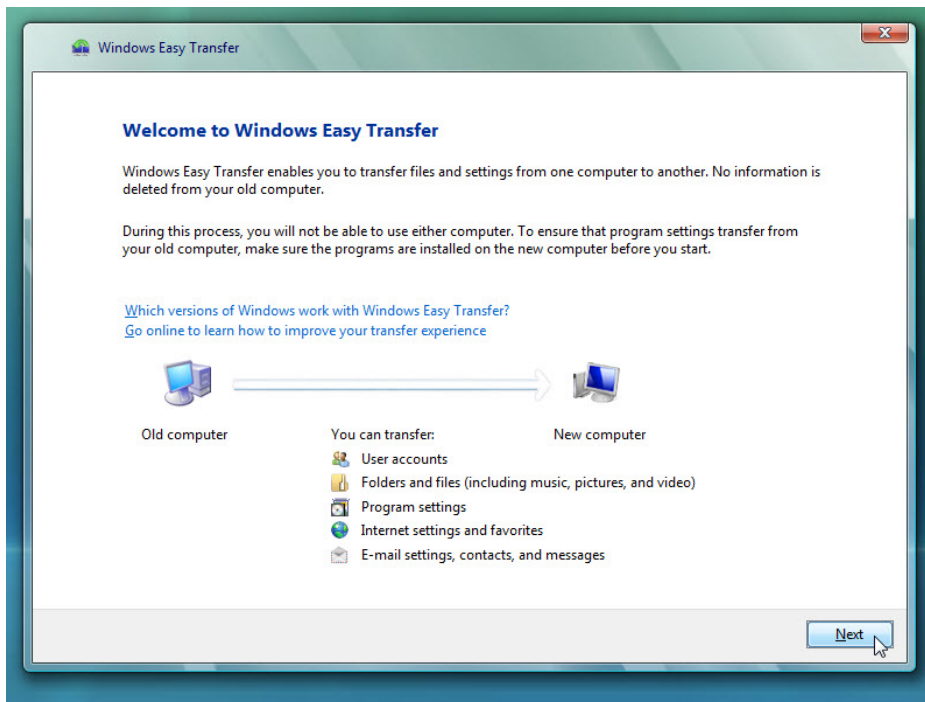 Windows Easy Transfer
Welcome to Windows Easy Transfer
Windows Easy Transfer enables you to transfer files and settings from one computer to another. No information is
deleted from your old computer.
During this process, you will not be able to use either computer. To ensure that program settings transfer from
your old computer, make sure the programs are installed on the new computer before you start.
Which versions of Windows work with Windows Easy Transfer?
Go online to learn how to improve your transfer experience
Old computer
You can transfer:
New computer
User accounts
Folders and files (including music, pictures, and video)
Program settings
Internet settings and favorites
E-mail settings, contacts, and messages
Next